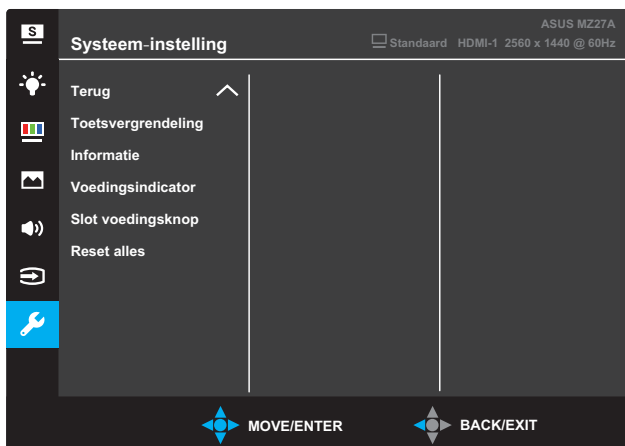 S
ASUS MZ27A
Systeem-instelling
Standaard HDMI-1 2560 x 1440 @ 60Hz
Terug
Toetsvergrendeling
Informatie
Voedingsindicator
Slot voedingsknop
Reset alles
MOVE/ENTER
BACK/EXIT